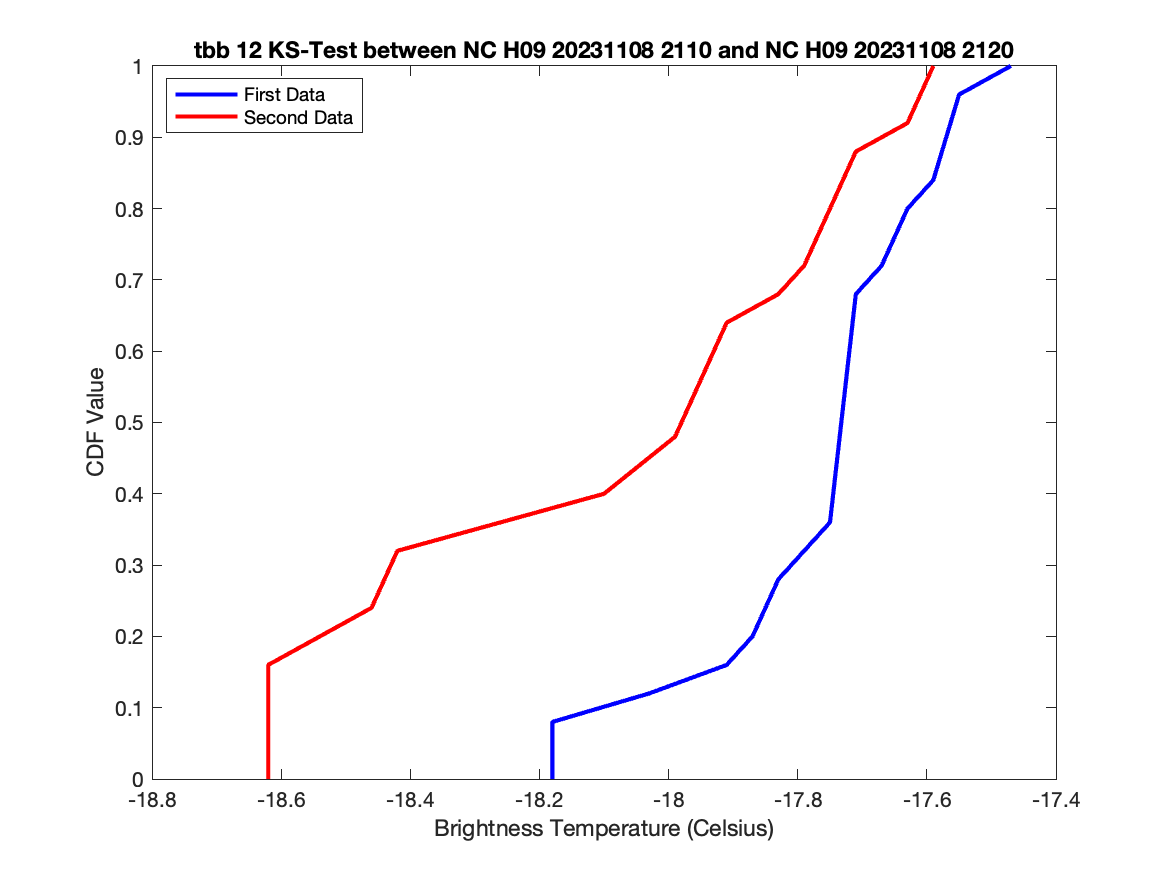 tbb 12 KS-Test between NC H09 20231108 2110 and NC H09 20231108 2120
First Data
Second Data
1
0.9
0.8
0.7
0.6
0.5
0.4
0.3
0.2
0.1
0
CDF Value
-18.8 -18.6 -18.4 -18.2 -18 -17.8 -17.6 -17.4
Brightness Temperature (Celsius)